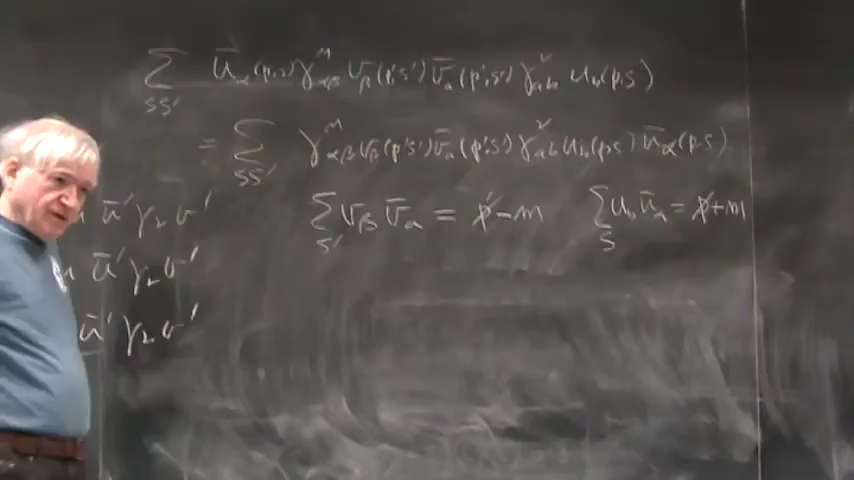 ∑_{ss'} ū_α(p,s) γ^μ_{αβ} v_β(p's') v̄_a(p',s') γ^ν_{ab} u_b(p,s)
= ∑_{ss'} γ^μ_{αβ} v_β(p's') v̄_a(p's') γ^ν_{ab} u_b(p,s) ū_α(p,s)
∑_{s'} v_β v̄_a = p̸' - m ∑_s u_b ū_α = p̸ + m
ū' γ_ν v'
ū' γ_ν v'
ū' γ_ν v'